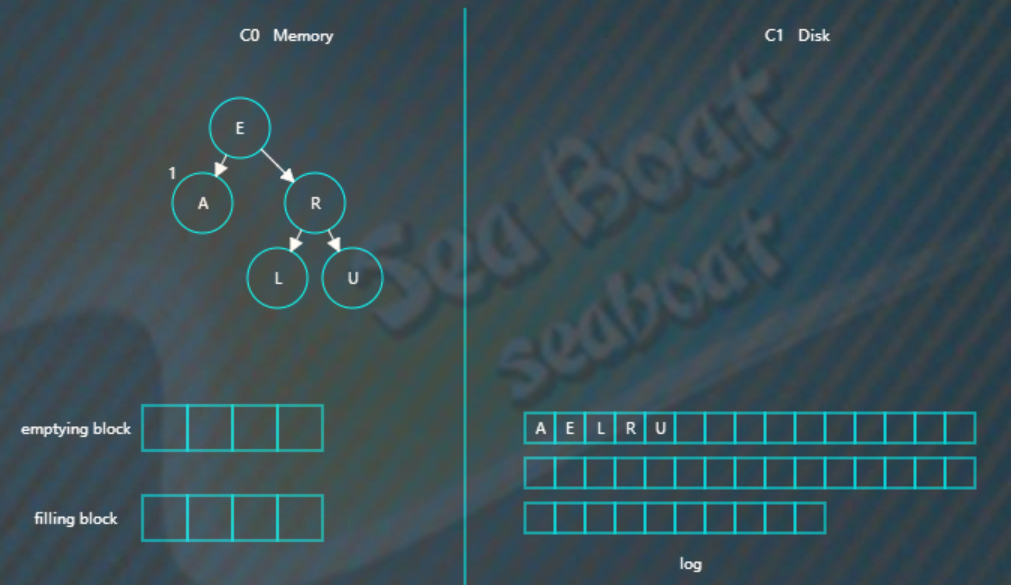 C0 Memory
C1 Disk
E
1
A
R
L
U
Sea Boat
seaboat
emptying block
A E L R U
filling block
log